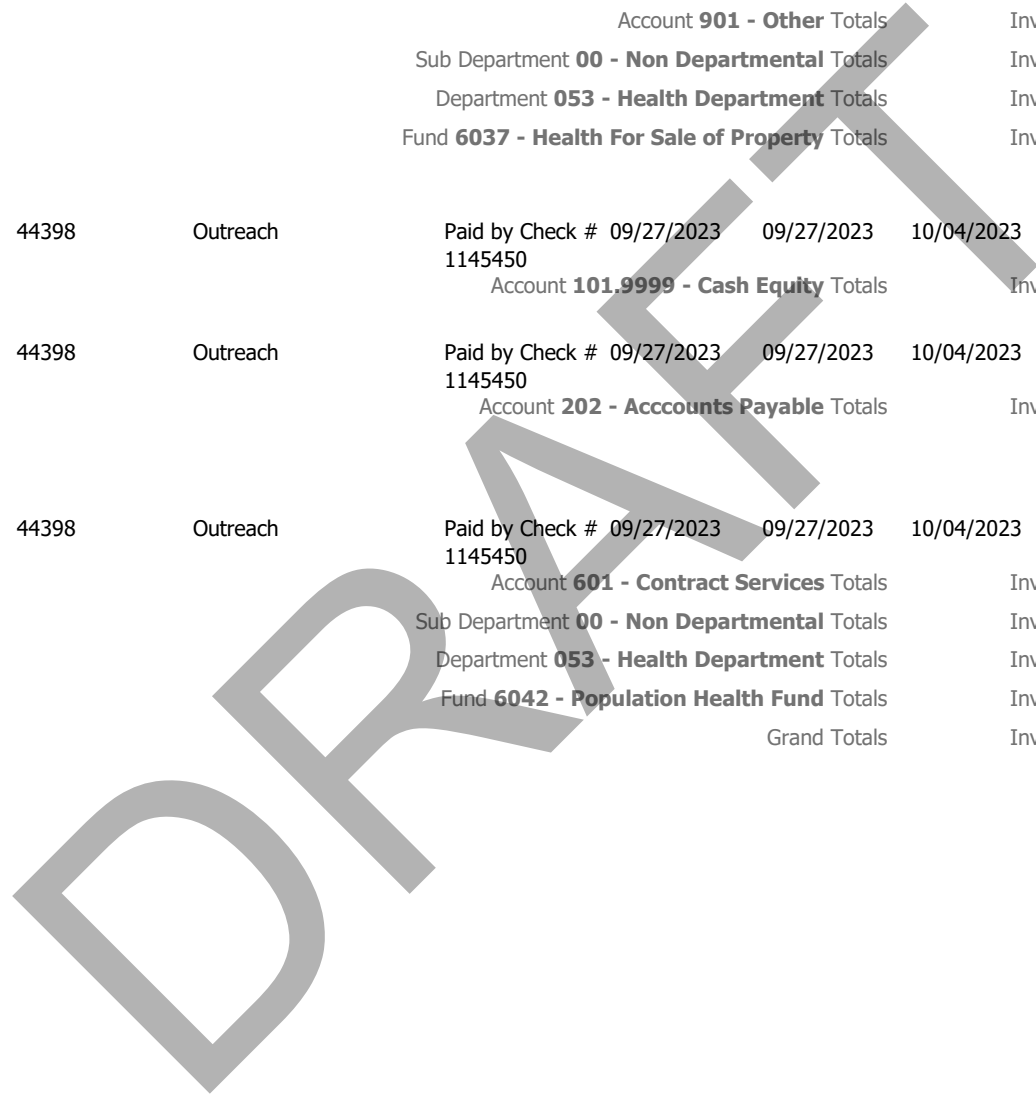 Account 901 - Other Totals Inv
Sub Department 00 - Non Departmental Totals Inv
Department 053 - Health Department Totals Inv
Fund 6037 - Health For Sale of Property Totals Inv
44398 Outreach Paid by Check # 09/27/2023 09/27/2023 10/04/2023
1145450
Account 101.9999 - Cash Equity Totals Inv
44398 Outreach Paid by Check # 09/27/2023 09/27/2023 10/04/2023
1145450
Account 202 - Acccounts Payable Totals Inv
44398 Outreach Paid by Check # 09/27/2023 09/27/2023 10/04/2023
1145450
Account 601 - Contract Services Totals Inv
Sub Department 00 - Non Departmental Totals Inv
Department 053 - Health Department Totals Inv
Fund 6042 - Population Health Fund Totals Inv
Grand Totals Inv
DRAFT